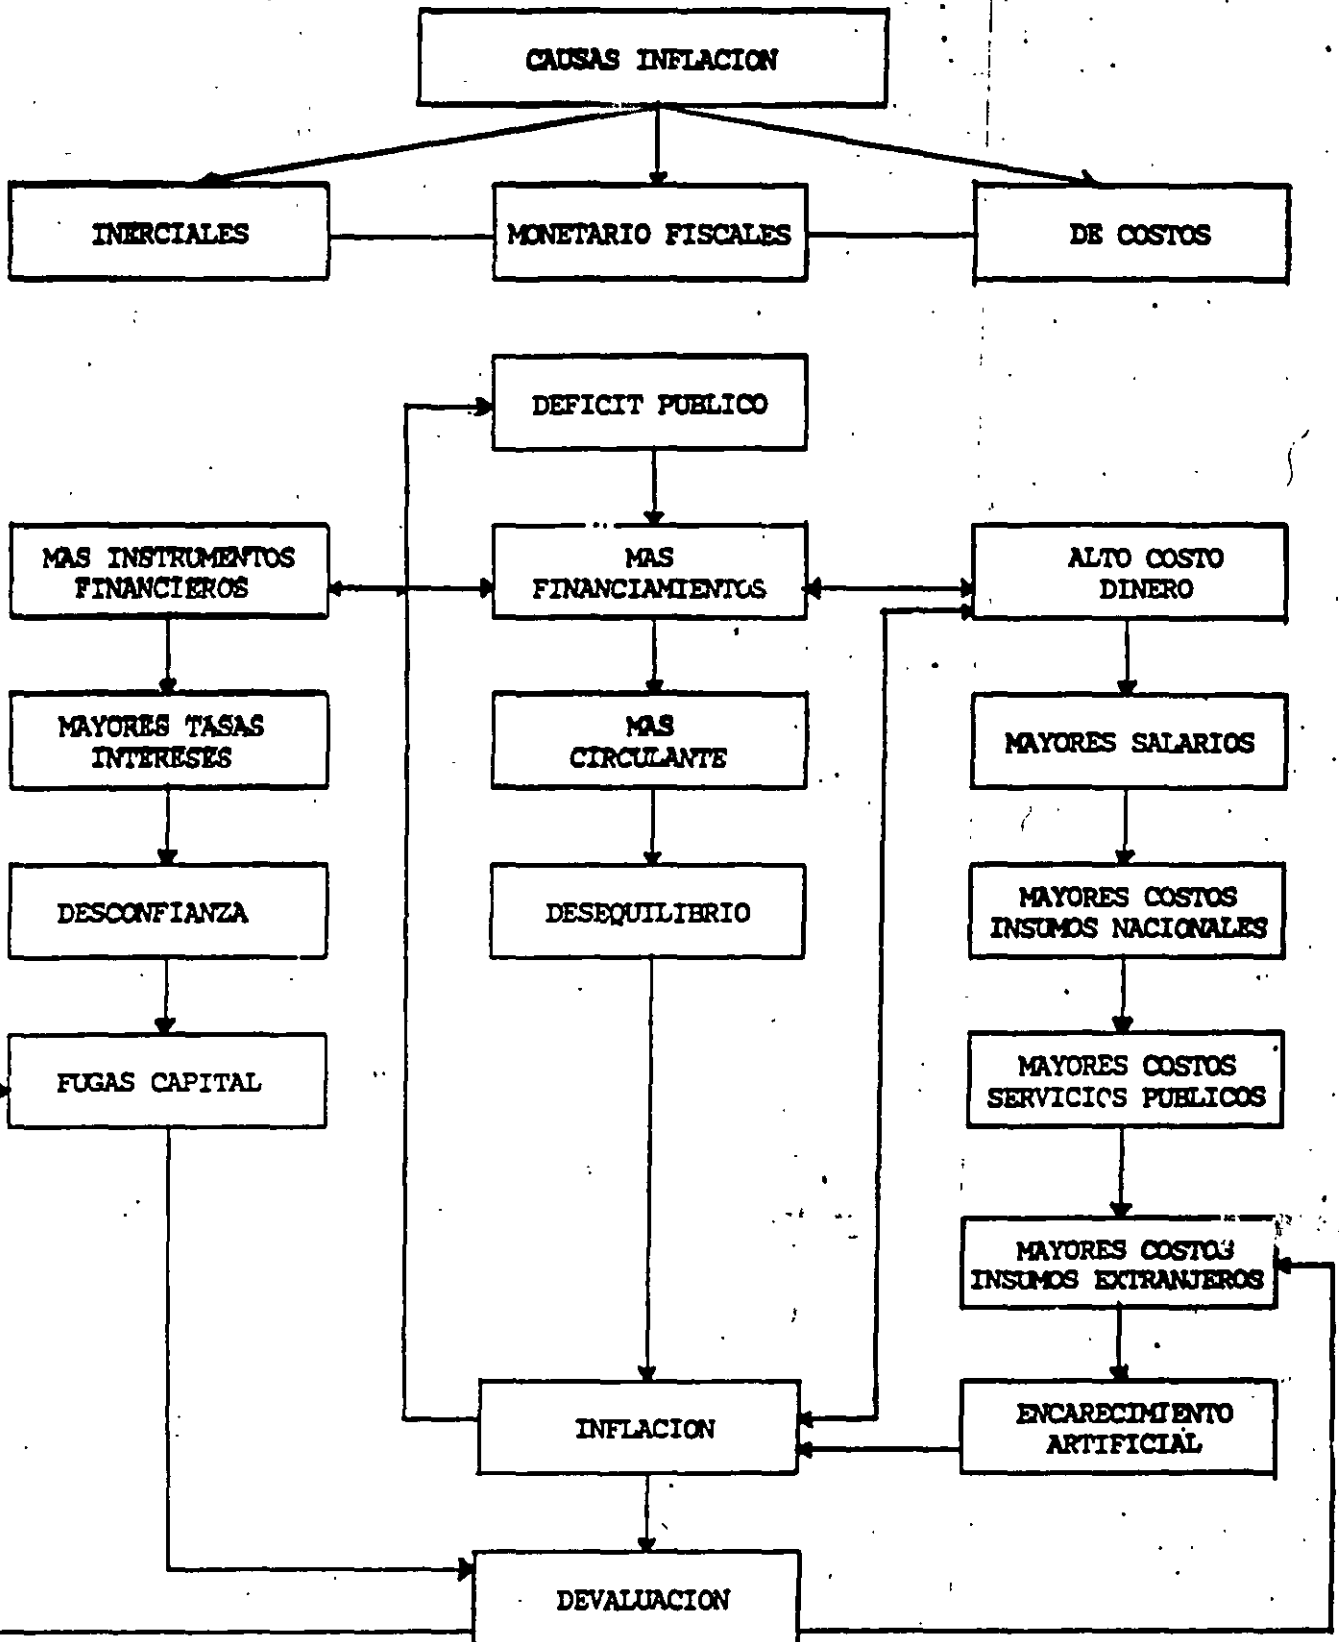 CAUSAS INFLACION
INERCIALES
MONETARIO FISCALES
DE COSTOS
DEFICIT PUBLICO
MAS INSTRUMENTOS
FINANCIEROS
MAS
FINANCIAMIENTOS
ALTO COSTO
DINERO
MAYORES TASAS
INTERESES
MAS
CIRCULANTE
MAYORES SALARIOS
DESCONFIANZA
DESEQUILIBRIO
MAYORES COSTOS
INSUMOS NACIONALES
FUGAS CAPITAL
MAYORES COSTOS
SERVICIOS PUBLICOS
MAYORES COSTOS
INSUMOS EXTRANJEROS
INFLACION
ENCARECIMIENTO
ARTIFICIAL
DEVALUACION